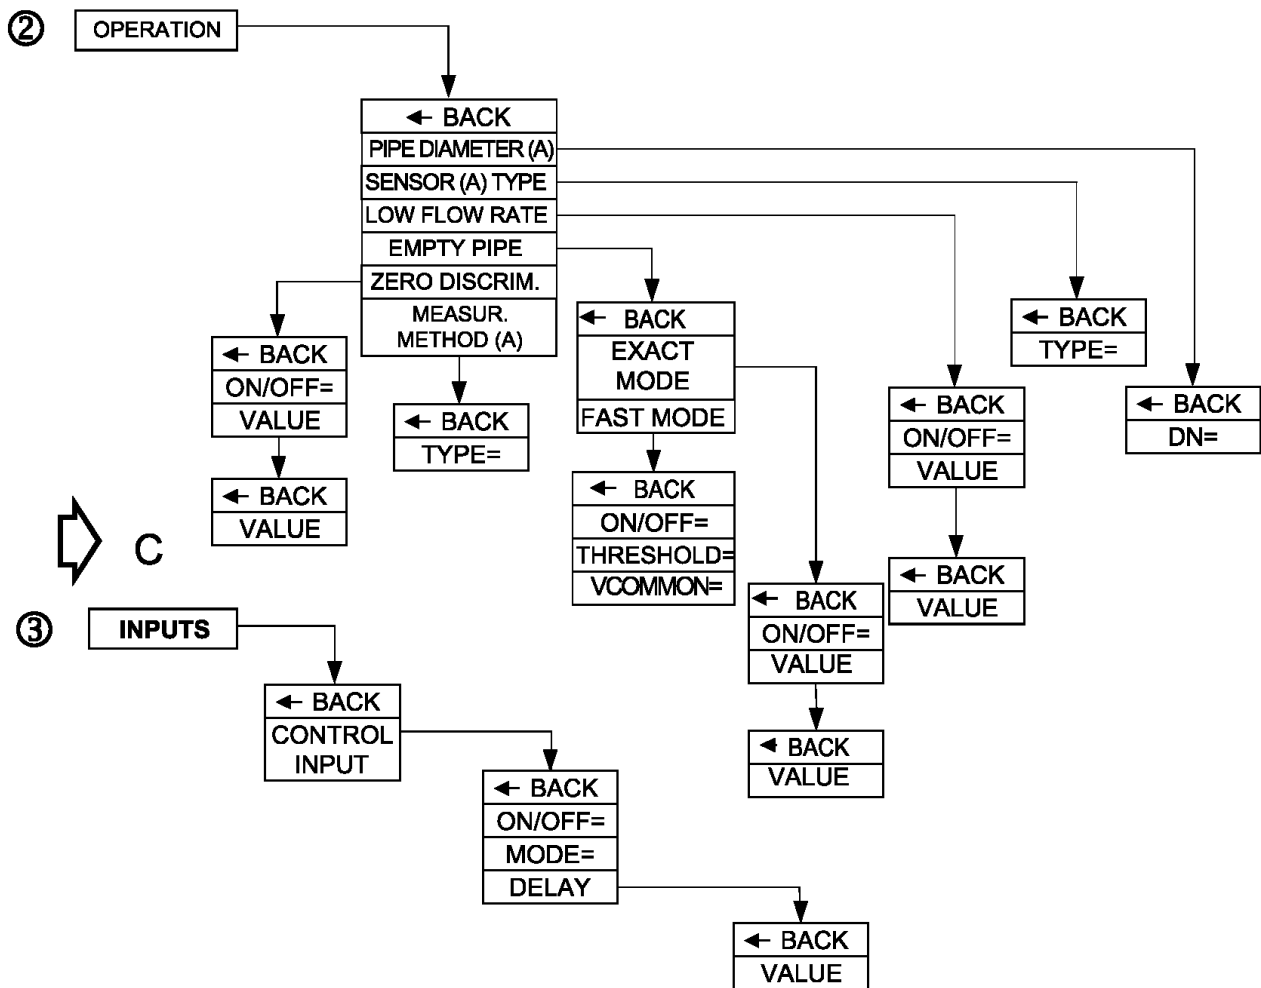 ② OPERATION
← BACK
PIPE DIAMETER (A)
SENSOR (A) TYPE
LOW FLOW RATE
EMPTY PIPE
ZERO DISCRIM.
MEASUR.
METHOD (A)
← BACK
ON/OFF=
VALUE
← BACK
VALUE
← BACK
TYPE=
← BACK
EXACT
MODE
FAST MODE
← BACK
ON/OFF=
THRESHOLD=
VCOMMON=
← BACK
ON/OFF=
VALUE
← BACK
VALUE
← BACK
ON/OFF=
VALUE
← BACK
VALUE
← BACK
TYPE=
← BACK
DN=
C
③ INPUTS
← BACK
CONTROL
INPUT
← BACK
ON/OFF=
MODE=
DELAY
← BACK
VALUE